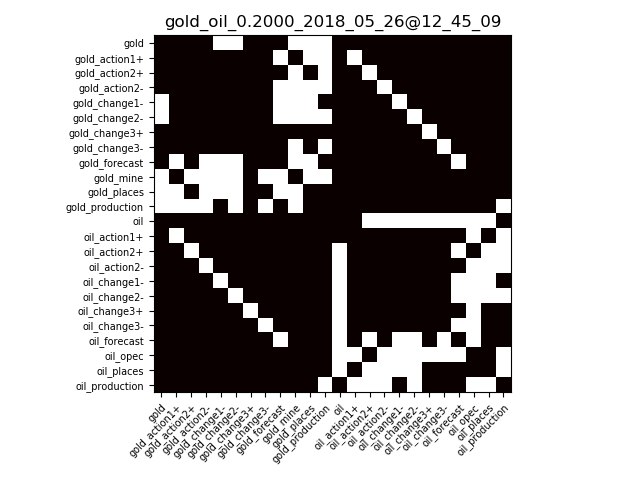 gold_oil_0.2000_2018_05_26@12_45_09
gold
gold_action1+
gold_action2+
gold_action2-
gold_change1-
gold_change2-
gold_change3+
gold_change3-
gold_forecast
gold_mine
gold_places
gold_production
oil
oil_action1+
oil_action2+
oil_action2-
oil_change1-
oil_change2-
oil_change3+
oil_change3-
oil_forecast
oil_opec
oil_places
oil_production
gold
gold_action1+
gold_action2+
gold_action2-
gold_change1-
gold_change2-
gold_change3+
gold_change3-
gold_forecast
gold_mine
gold_places
gold_production
oil
oil_action1+
oil_action2+
oil_action2-
oil_change1-
oil_change2-
oil_change3+
oil_change3-
oil_forecast
oil_opec
oil_places
oil_production